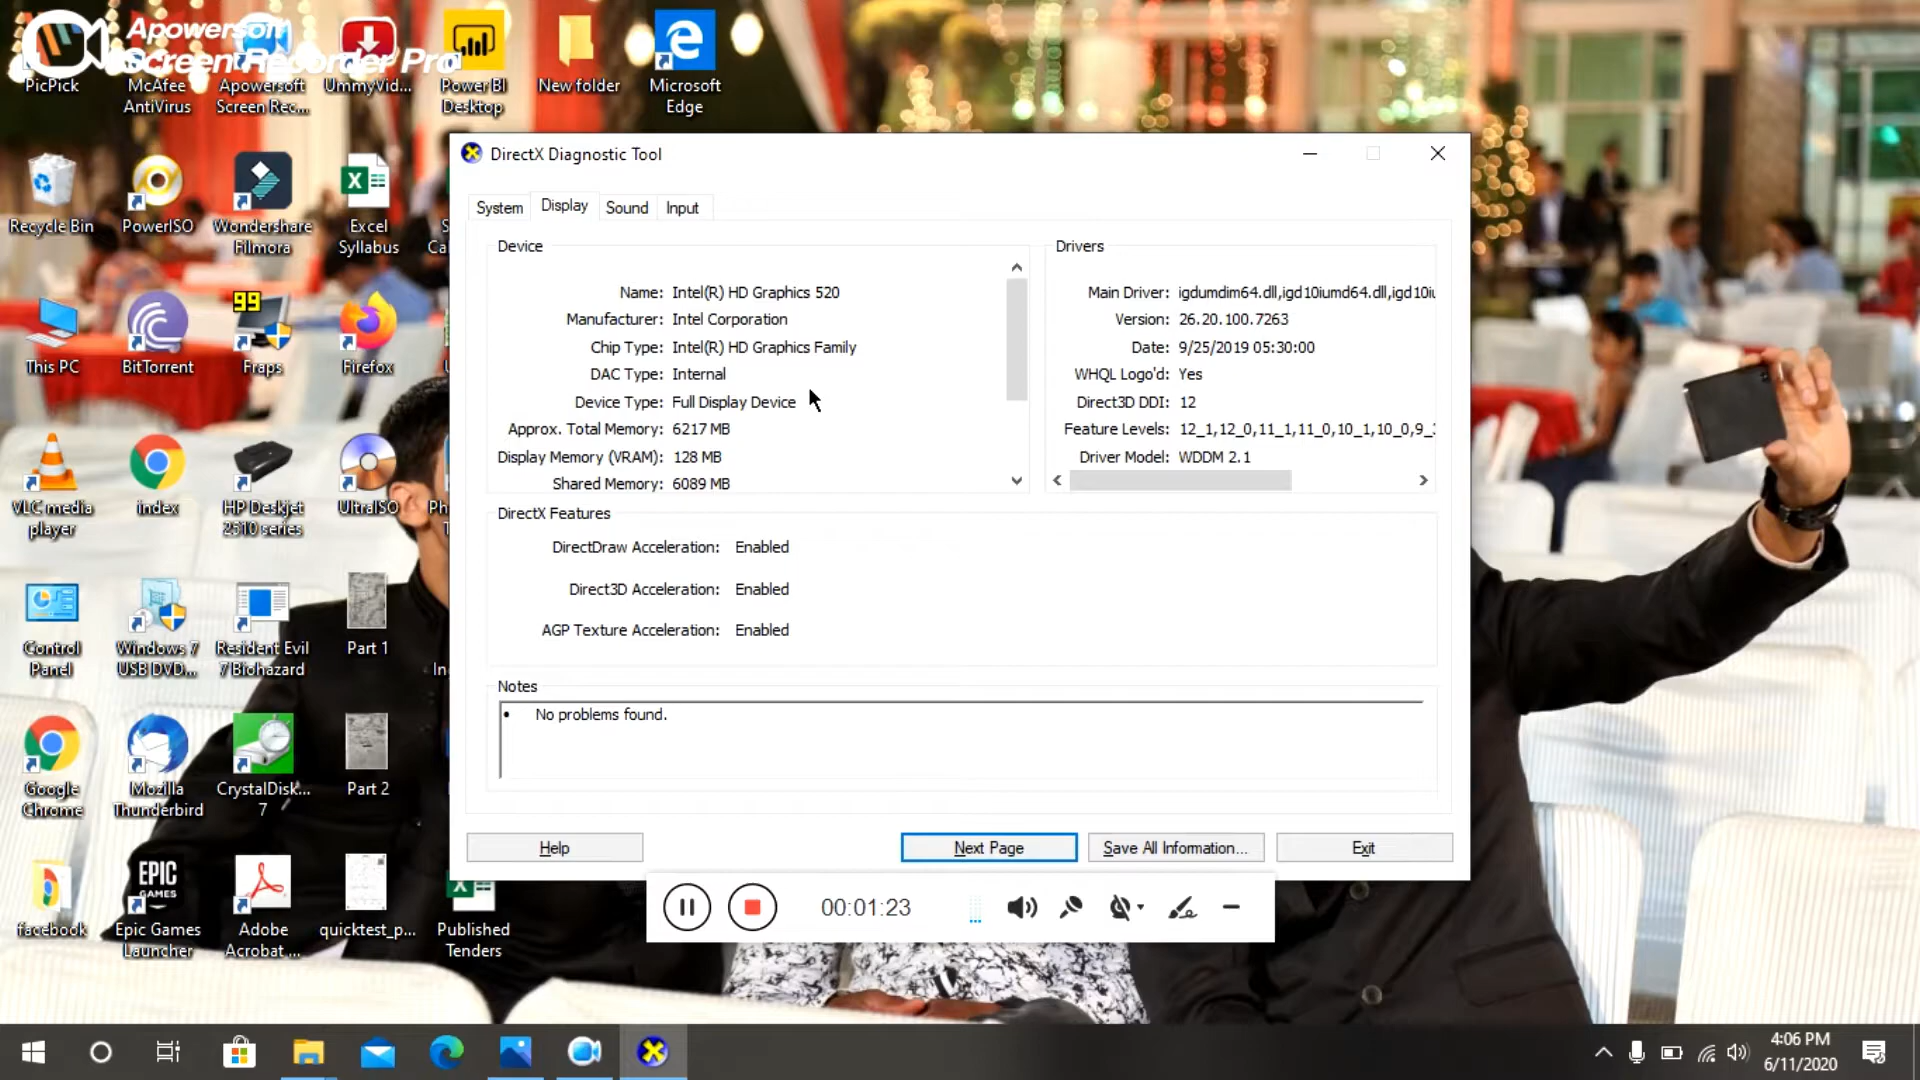 Apowersoft
Screen Recorder Pro
PicPick
McAfee
AntiVirus
Apowersoft
Screen Rec...
UmmyVid...
Power BI
Desktop
New folder
Microsoft
Edge
Recycle Bin
PowerISO
Wondershare
Filmora
Excel
Syllabus
This PC
BitTorrent
99
Fraps
Firefox
VLC media
player
index
HP Deskjet
2510 series
UltraISO
Control
Panel
Windows 7
USB DVD...
Resident Evil
7 Biohazard
Part 1
Google
Chrome
Mozilla
Thunderbird
CrystalDisk...
7
Part 2
facebook
EPIC
GAMES
Epic Games
Launcher
Adobe
Acrobat ...
quicktest_p...
Published
Tenders
DirectX Diagnostic Tool
System
Display
Sound
Input
Device
Name: Intel(R) HD Graphics 520
Manufacturer: Intel Corporation
Chip Type: Intel(R) HD Graphics Family
DAC Type: Internal
Device Type: Full Display Device
Approx. Total Memory: 6217 MB
Display Memory (VRAM): 128 MB
Shared Memory: 6089 MB
Drivers
Main Driver: igdumdim64.dll,igd10iumd64.dll,igd10iu
Version: 26.20.100.7263
Date: 9/25/2019 05:30:00
WHQL Logo'd: Yes
Direct3D DDI: 12
Feature Levels: 12_1,12_0,11_1,11_0,10_1,10_0,9_3
Driver Model: WDDM 2.1
DirectX Features
DirectDraw Acceleration: Enabled
Direct3D Acceleration: Enabled
AGP Texture Acceleration: Enabled
Notes
• No problems found.
Help
Next Page
Save All Information...
Exit
00:01:23
4:06 PM
6/11/2020